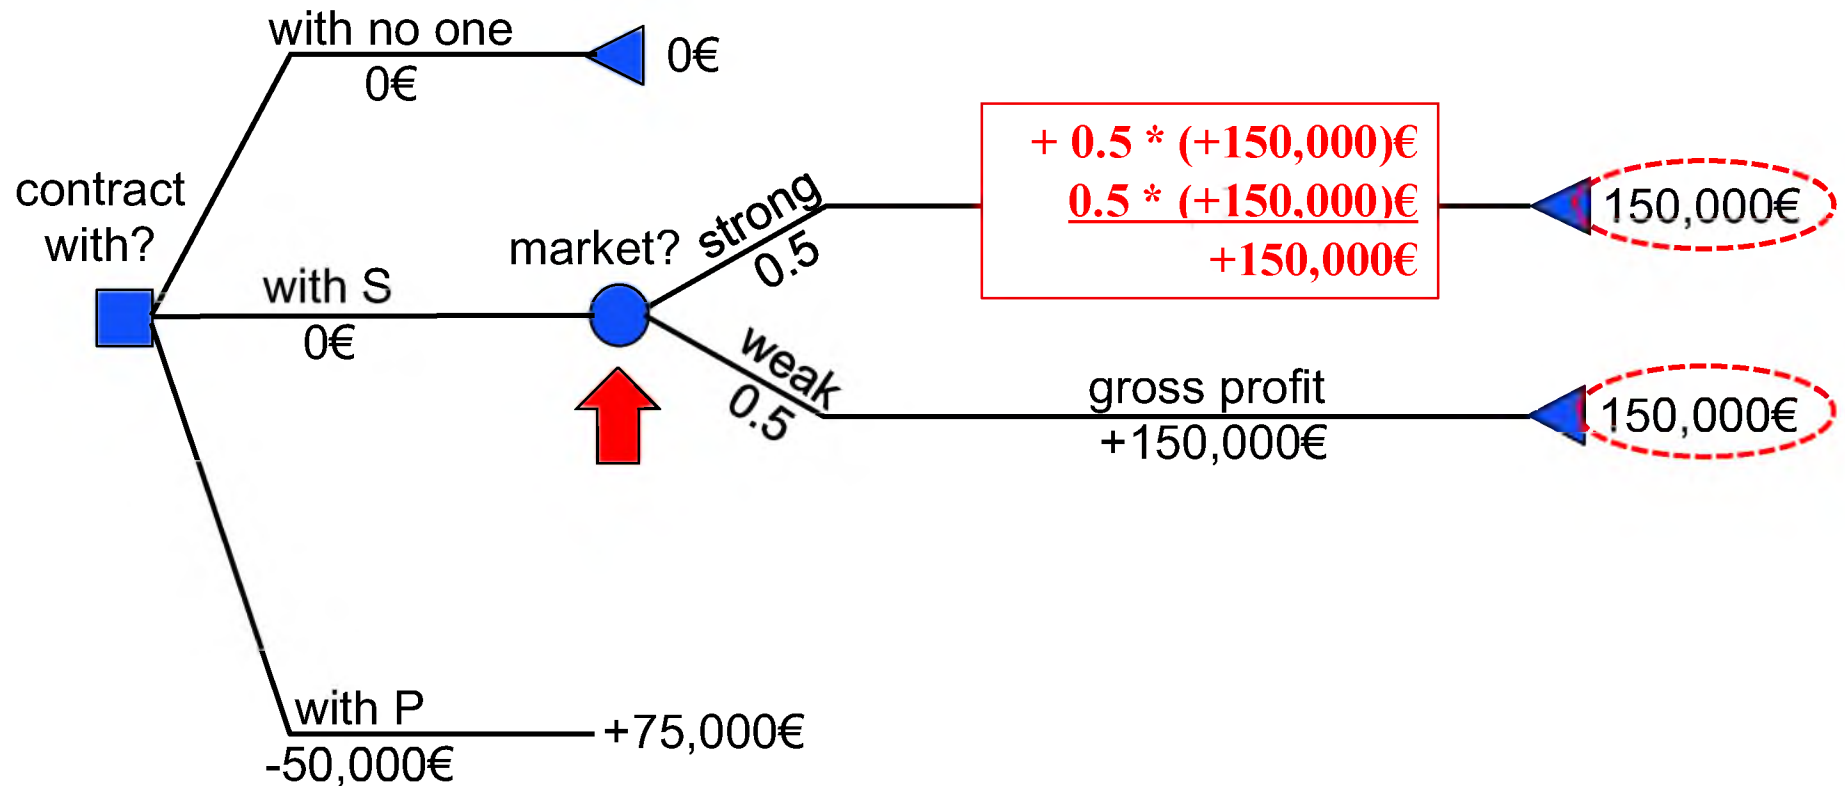 with no one
0€
0€
contract
with?
with S
0€
market?
strong
0.5
+ 0.5 * (+150,000)€
0.5 * (+150,000)€
+150,000€
150,000€
weak
0.5
gross profit
+150,000€
150,000€
with P
-50,000€
+75,000€